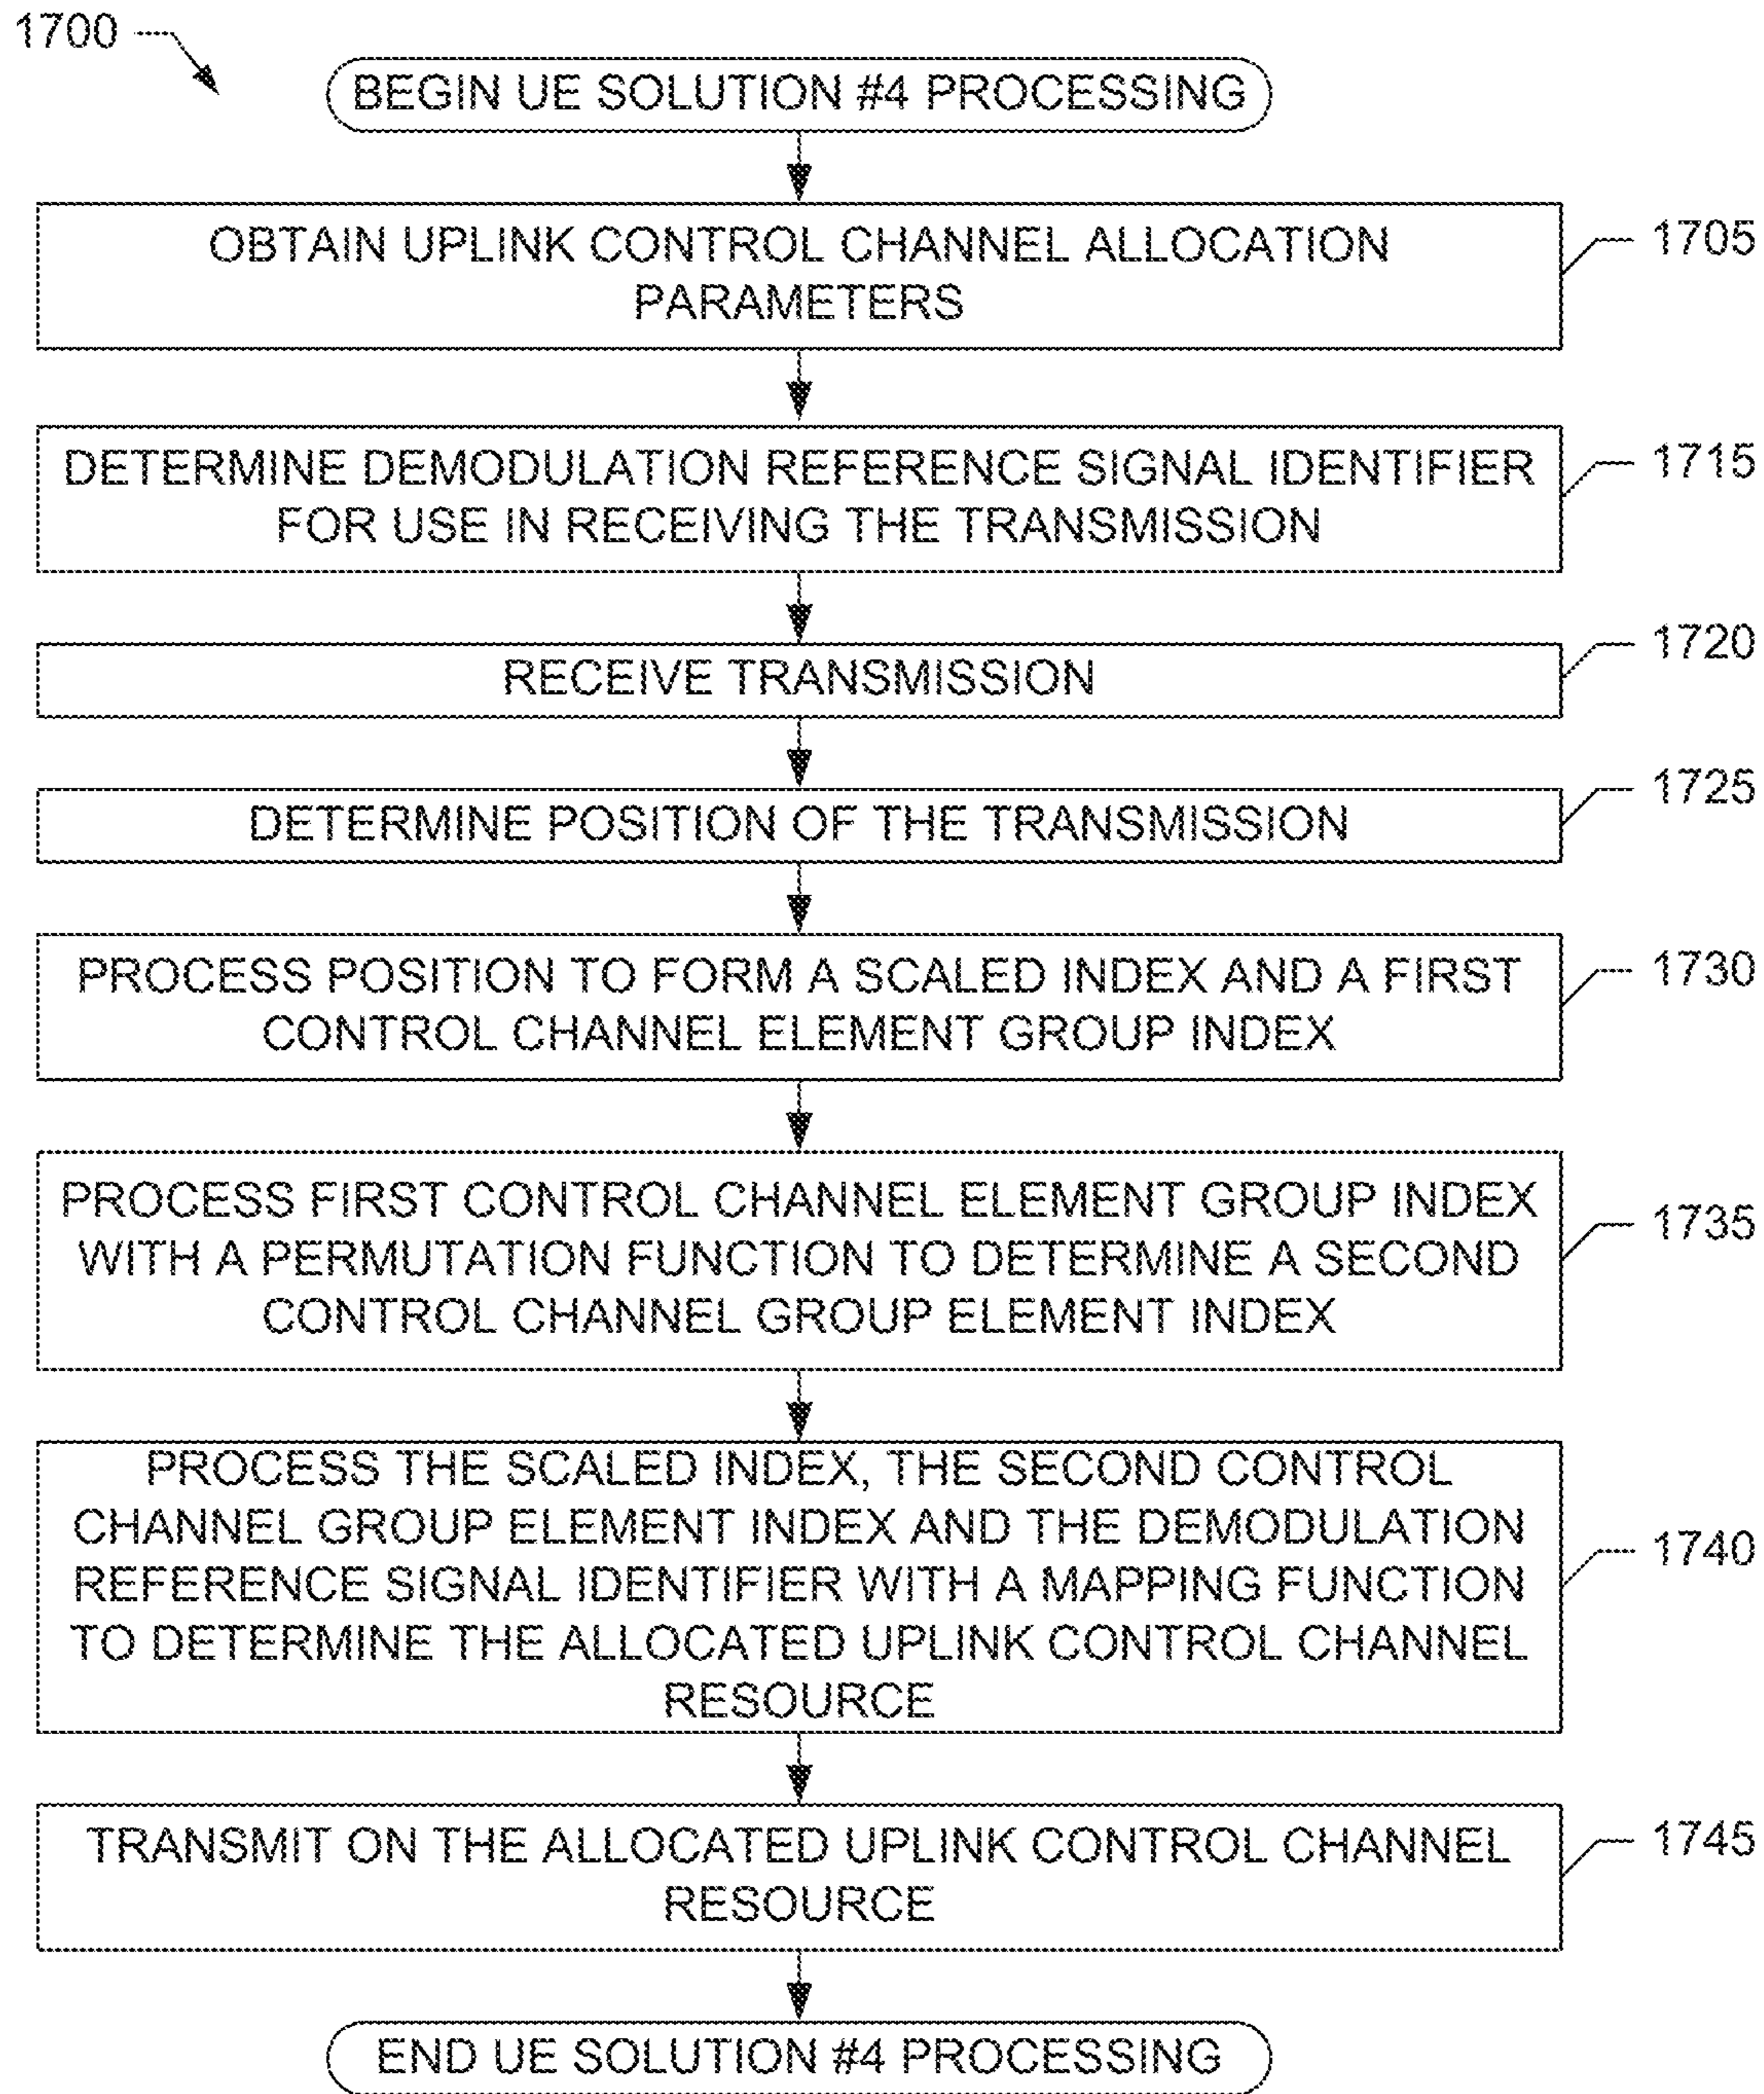 1700
BEGIN UE SOLUTION #4 PROCESSING
OBTAIN UPLINK CONTROL CHANNEL ALLOCATION
PARAMETERS
1705
DETERMINE DEMODULATION REFERENCE SIGNAL IDENTIFIER
FOR USE IN RECEIVING THE TRANSMISSION
1715
RECEIVE TRANSMISSION
1720
DETERMINE POSITION OF THE TRANSMISSION
1725
PROCESS POSITION TO FORM A SCALED INDEX AND A FIRST
CONTROL CHANNEL ELEMENT GROUP INDEX
1730
PROCESS FIRST CONTROL CHANNEL ELEMENT GROUP INDEX
WITH A PERMUTATION FUNCTION TO DETERMINE A SECOND
CONTROL CHANNEL GROUP ELEMENT INDEX
1735
PROCESS THE SCALED INDEX, THE SECOND CONTROL
CHANNEL GROUP ELEMENT INDEX AND THE DEMODULATION
REFERENCE SIGNAL IDENTIFIER WITH A MAPPING FUNCTION
TO DETERMINE THE ALLOCATED UPLINK CONTROL CHANNEL
RESOURCE
1740
TRANSMIT ON THE ALLOCATED UPLINK CONTROL CHANNEL
RESOURCE
1745
END UE SOLUTION #4 PROCESSING